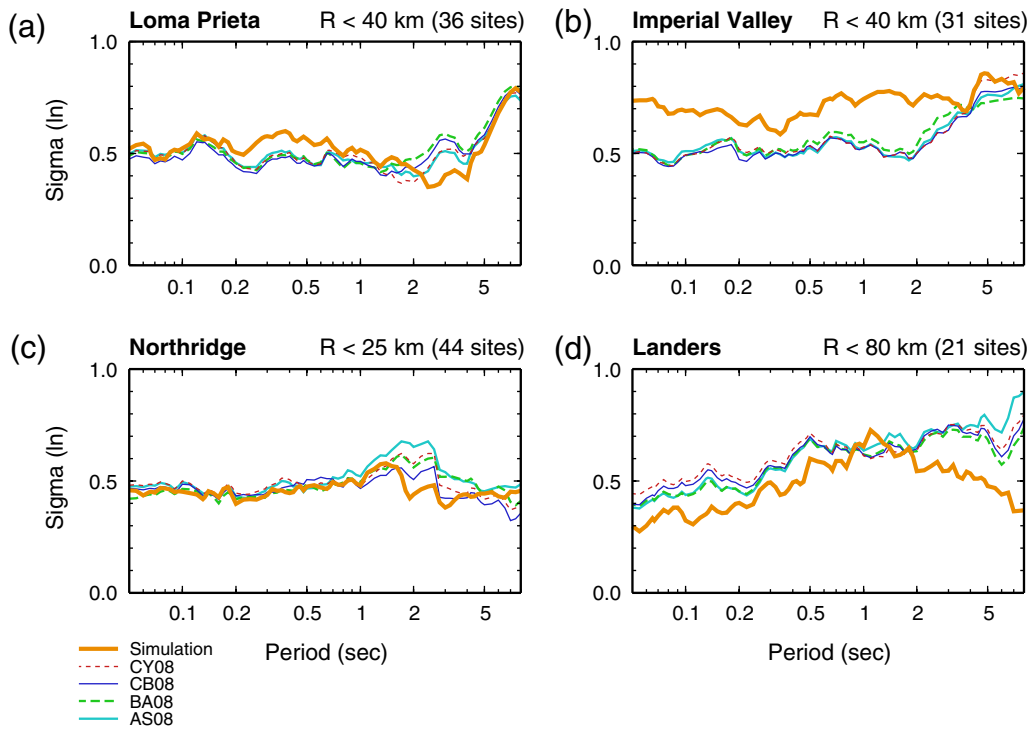 (a) Loma Prieta R < 40 km (36 sites)
1.0
0.5
0.0
Sigma (ln)
0.1 0.2 0.5 1 2 5
(b) Imperial Valley R < 40 km (31 sites)
1.0
0.5
0.0
0.1 0.2 0.5 1 2 5
(c) Northridge R < 25 km (44 sites)
1.0
0.5
0.0
Sigma (ln)
0.1 0.2 0.5 1 2 5
Period (sec)
(d) Landers R < 80 km (21 sites)
1.0
0.5
0.0
0.1 0.2 0.5 1 2 5
Period (sec)
Simulation
CY08
CB08
BA08
AS08